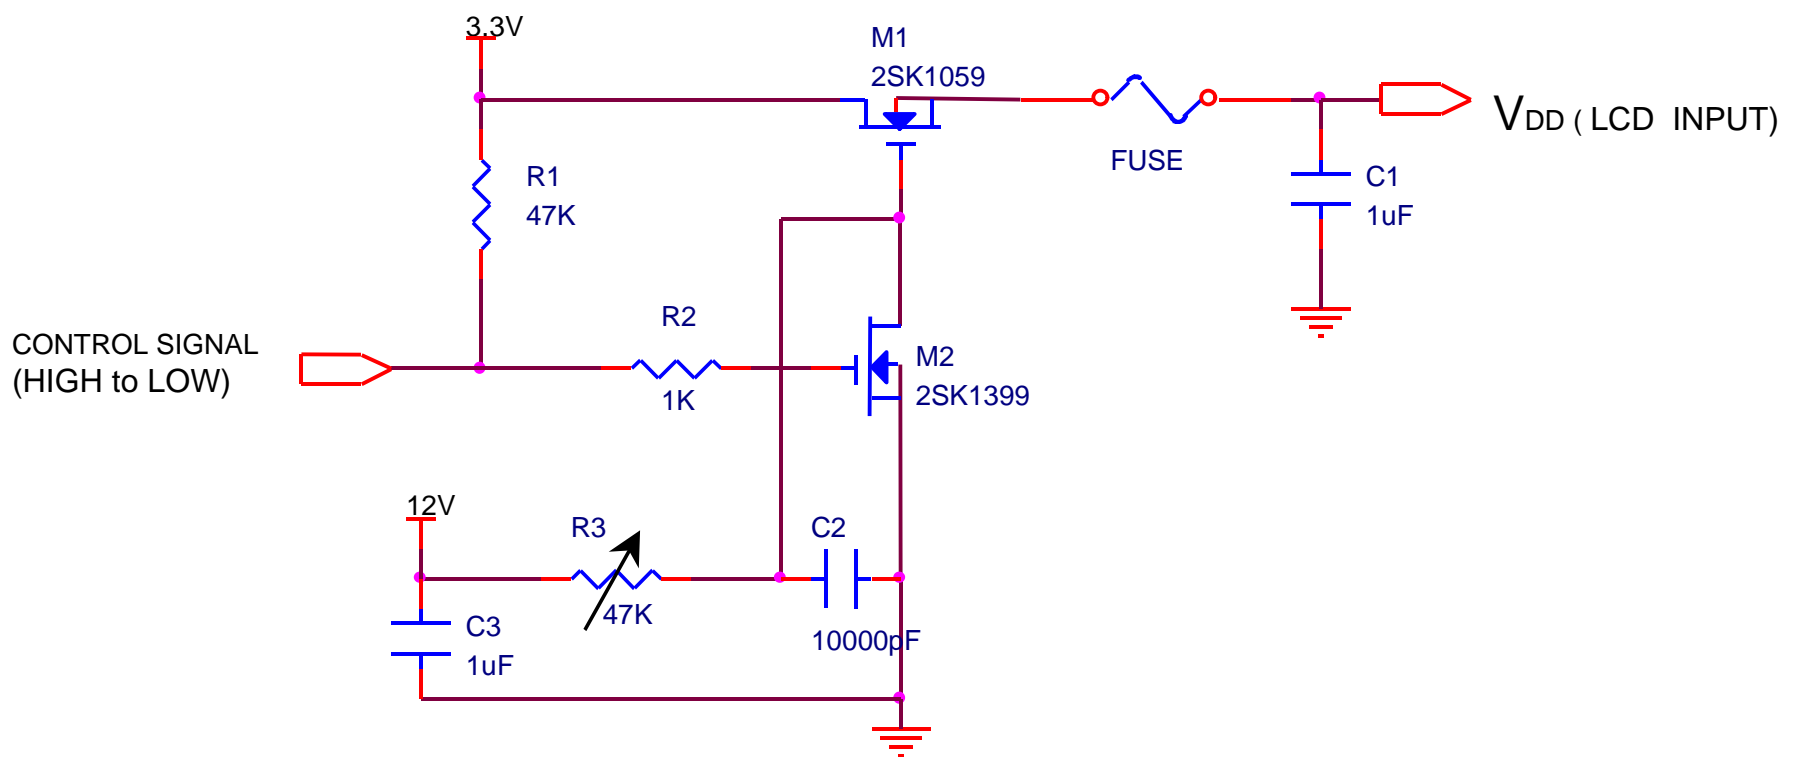 3.3V
M1
2SK1059
VDD ( LCD INPUT)
FUSE
R1
47K
C1
1uF
CONTROL SIGNAL
(HIGH to LOW)
R2
1K
M2
2SK1399
12V
R3
47K
C2
10000pF
C3
1uF